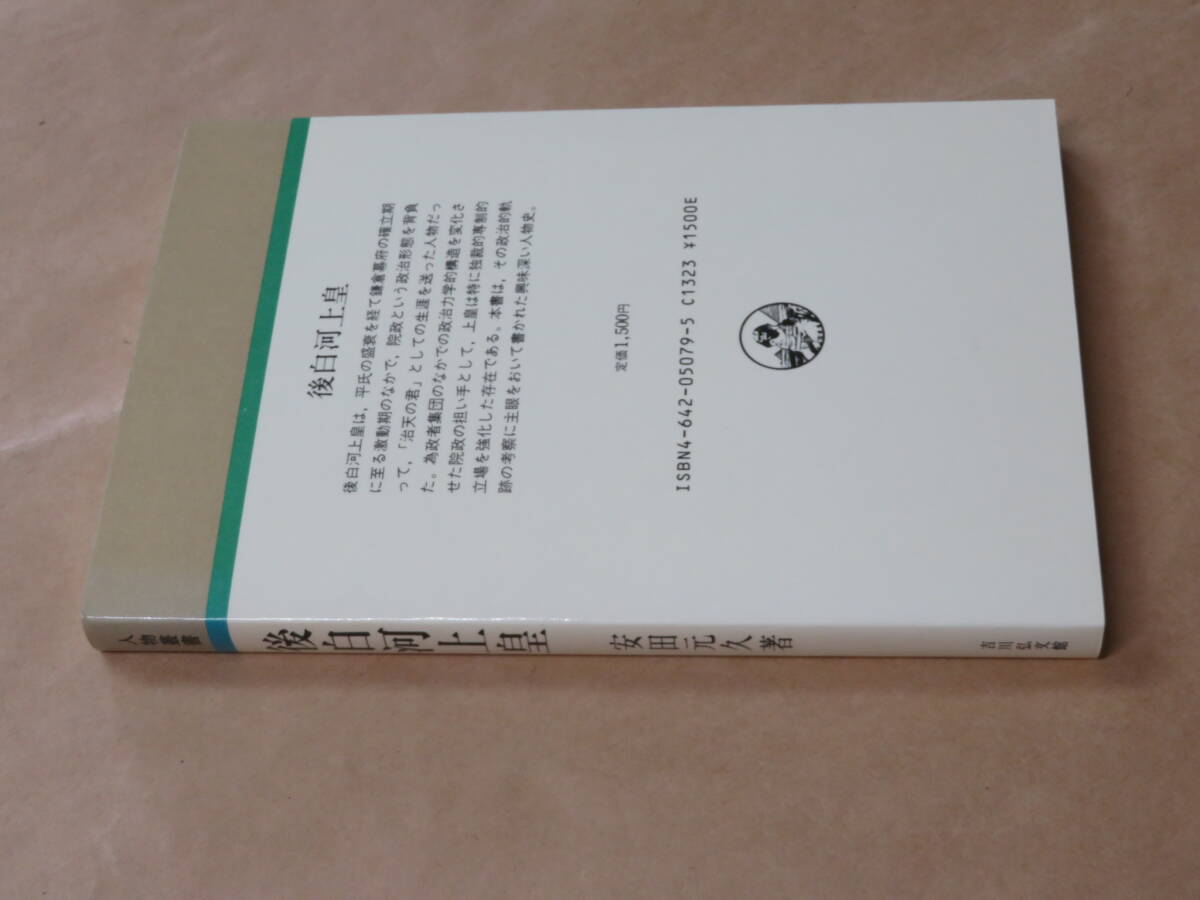 後白河上皇
後白河上皇は，平氏の盛衰を経て鎌倉幕府の確立期
に至る激動期のなかで，院政という政治形態を背負
って，「治天の君」としての生涯を送った人物だっ
た。為政者集団のなかでの政治力学的構造を変化さ
せた院政の担い手として，上皇は特に独裁的専制的
立場を強化した存在である。本書は，その政治的軌
跡の考察に主眼をおいて書かれた興味深い人物史。
定価1,500円
ISBN4-642-05079-5 C1323 ¥1500E
人物叢書
後白河上皇
安田元久著
吉川弘文館